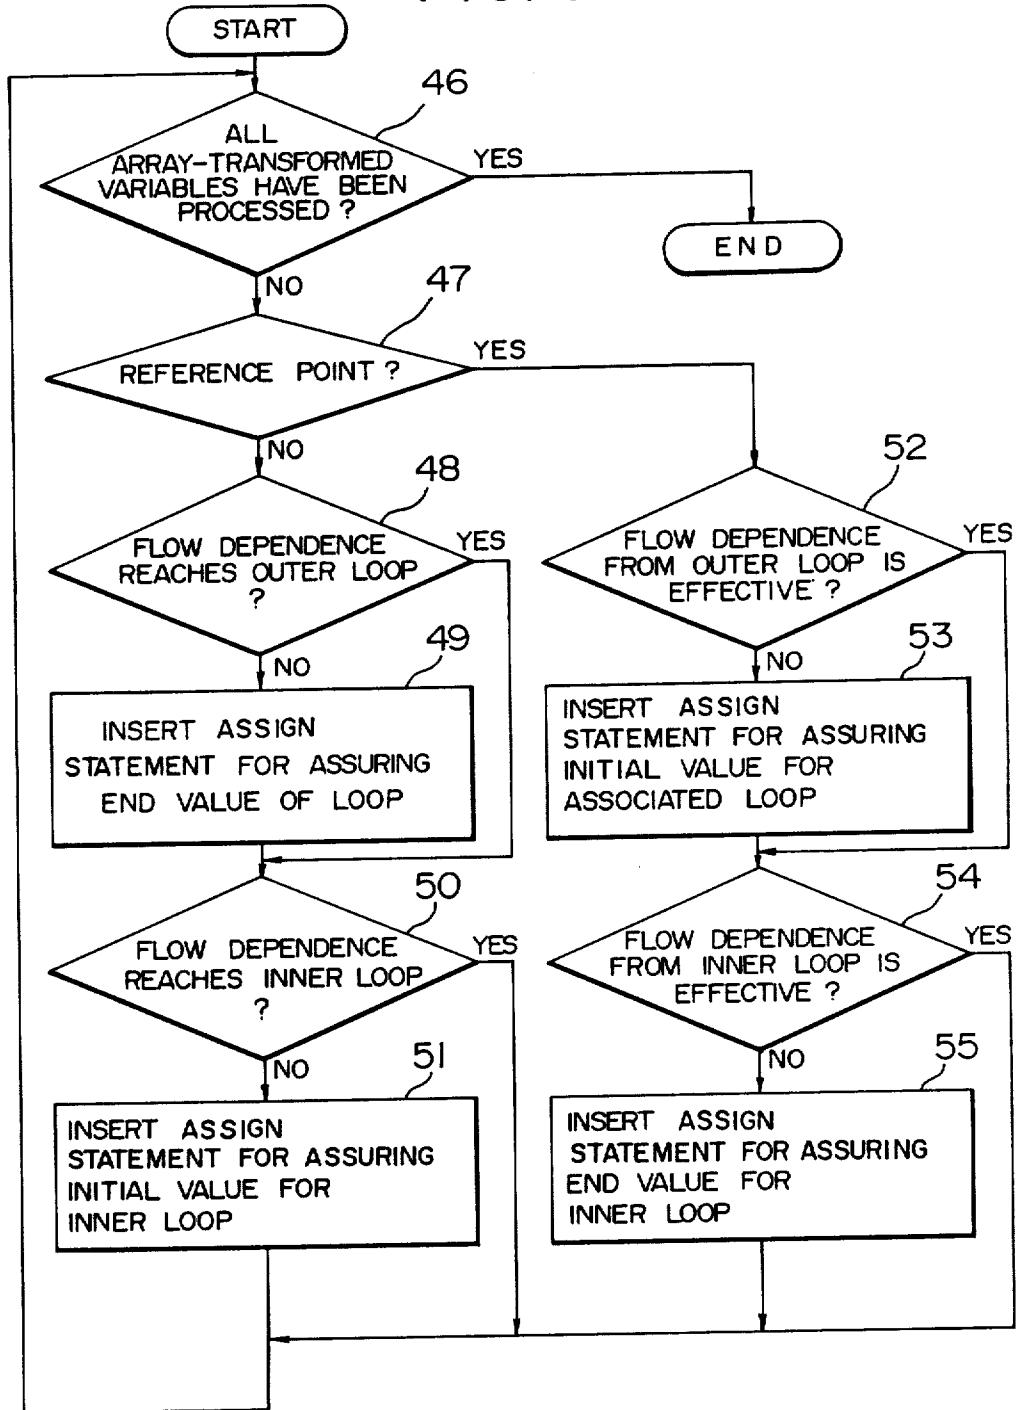 START
46
ALL
ARRAY-TRANSFORMED
VARIABLES HAVE BEEN
PROCESSED ?
YES
END
NO
47
REFERENCE POINT ?
YES
NO
48
FLOW DEPENDENCE
REACHES OUTER LOOP
?
YES
NO
49
INSERT ASSIGN
STATEMENT FOR ASSURING
END VALUE OF LOOP
50
FLOW DEPENDENCE
REACHES INNER LOOP
?
YES
NO
51
INSERT ASSIGN
STATEMENT FOR ASSURING
INITIAL VALUE FOR
INNER LOOP
52
FLOW DEPENDENCE
FROM OUTER LOOP IS
EFFECTIVE ?
YES
NO
53
INSERT ASSIGN
STATEMENT FOR ASSURING
INITIAL VALUE FOR
ASSOCIATED LOOP
54
FLOW DEPENDENCE
FROM INNER LOOP IS
EFFECTIVE ?
YES
NO
55
INSERT ASSIGN
STATEMENT FOR ASSURING
END VALUE FOR
INNER LOOP